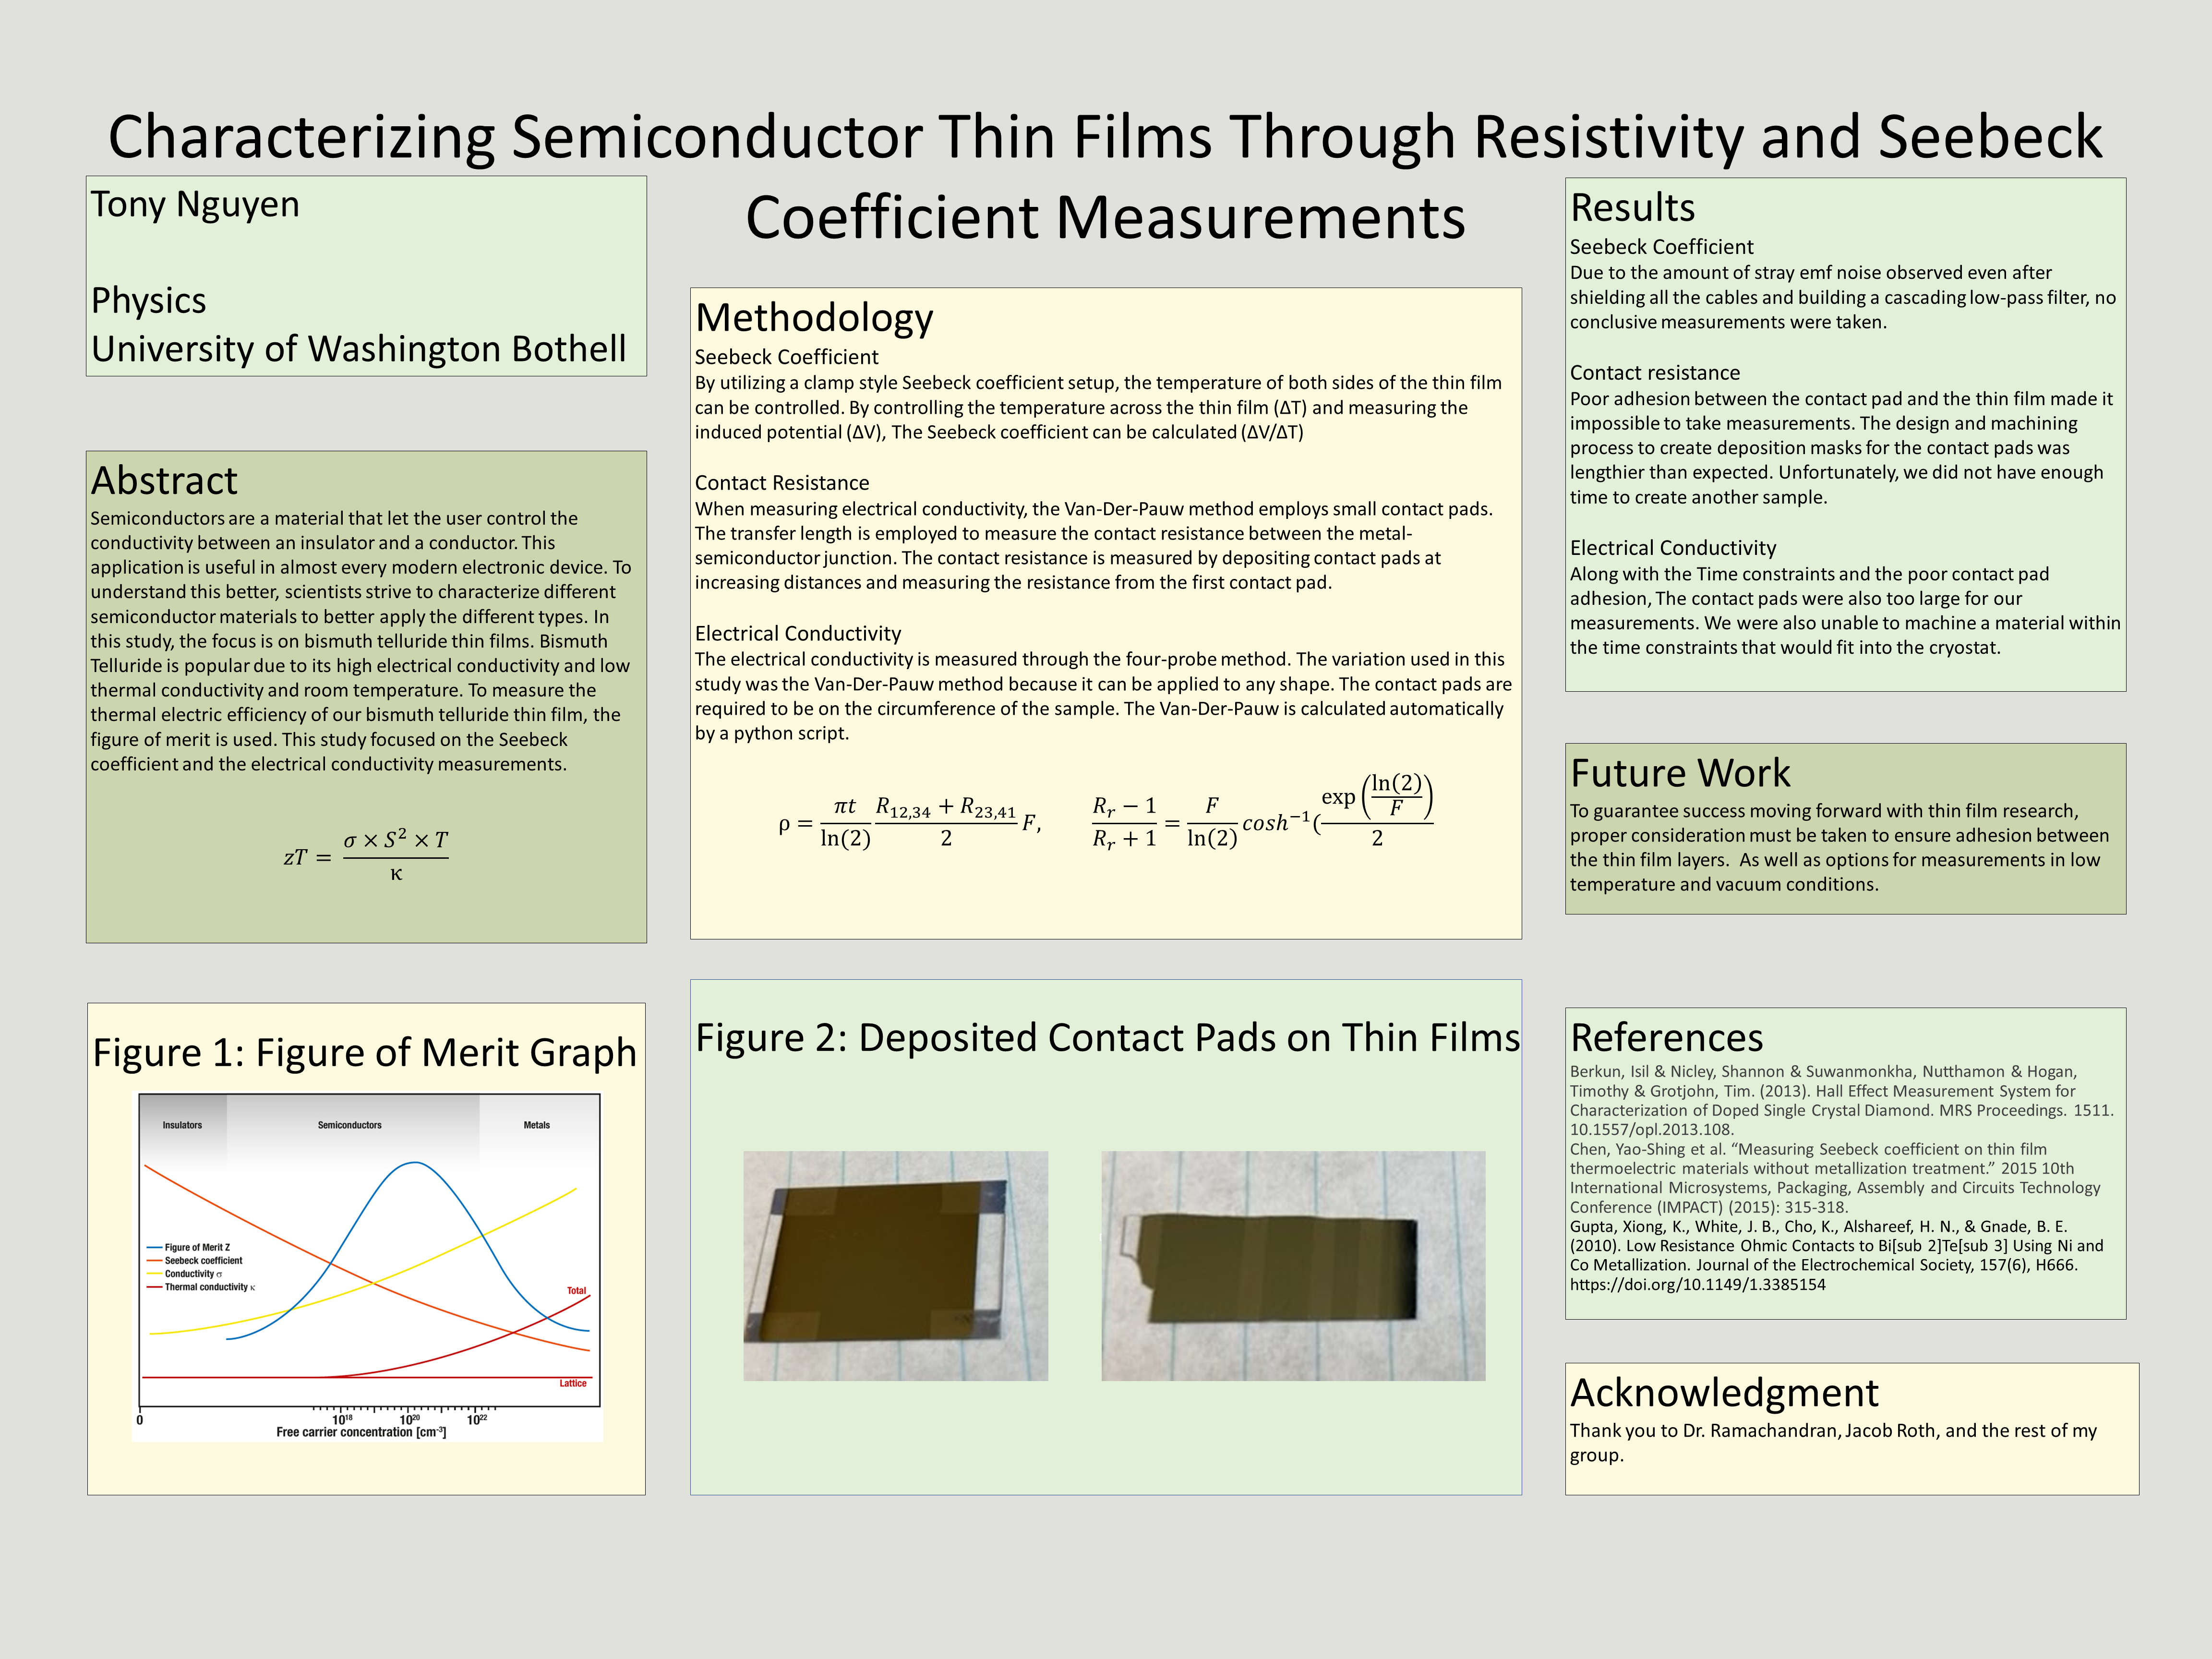 Characterizing Semiconductor Thin Films Through Resistivity and Seebeck
Coefficient Measurements
Tony Nguyen
Physics
University of Washington Bothell
Abstract
Semiconductors are a material that let the user control the
conductivity between an insulator and a conductor. This
application is useful in almost every modern electronic device. To
understand this better, scientists strive to characterize different
semiconductor materials to better apply the different types. In
this study, the focus is on bismuth telluride thin films. Bismuth
Telluride is popular due to its high electrical conductivity and low
thermal conductivity and room temperature. To measure the
thermal electric efficiency of our bismuth telluride thin film, the
figure of merit is used. This study focused on the Seebeck
coefficient and the electrical conductivity measurements.
zT = (σ × S² × T) / κ
Figure 1: Figure of Merit Graph
Insulators
Semiconductors
Metals
Figure of Merit Z
Seebeck coefficient
Conductivity σ
Thermal conductivity κ
Total
Lattice
0 10¹⁸ 10²⁰ 10²²
Free carrier concentration [cm⁻³]
Methodology
Seebeck Coefficient
By utilizing a clamp style Seebeck coefficient setup, the temperature of both sides of the thin film
can be controlled. By controlling the temperature across the thin film (ΔT) and measuring the
induced potential (ΔV), The Seebeck coefficient can be calculated (ΔV/ΔT)
Contact Resistance
When measuring electrical conductivity, the Van-Der-Pauw method employs small contact pads.
The transfer length is employed to measure the contact resistance between the metal-
semiconductor junction. The contact resistance is measured by depositing contact pads at
increasing distances and measuring the resistance from the first contact pad.
Electrical Conductivity
The electrical conductivity is measured through the four-probe method. The variation used in this
study was the Van-Der-Pauw method because it can be applied to any shape. The contact pads are
required to be on the circumference of the sample. The Van-Der-Pauw is calculated automatically
by a python script.
ρ = πt/ln(2) (R₁₂,₃₄ + R₂₃,₄₁)/2 F, (Rᵣ − 1)/(Rᵣ + 1) = F/ln(2) cosh⁻¹(exp(ln(2)/F)/2
Figure 2: Deposited Contact Pads on Thin Films
Results
Seebeck Coefficient
Due to the amount of stray emf noise observed even after
shielding all the cables and building a cascading low-pass filter, no
conclusive measurements were taken.
Contact resistance
Poor adhesion between the contact pad and the thin film made it
impossible to take measurements. The design and machining
process to create deposition masks for the contact pads was
lengthier than expected. Unfortunately, we did not have enough
time to create another sample.
Electrical Conductivity
Along with the Time constraints and the poor contact pad
adhesion, The contact pads were also too large for our
measurements. We were also unable to machine a material within
the time constraints that would fit into the cryostat.
Future Work
To guarantee success moving forward with thin film research,
proper consideration must be taken to ensure adhesion between
the thin film layers. As well as options for measurements in low
temperature and vacuum conditions.
References
Berkun, Isil & Nicley, Shannon & Suwanmonkha, Nutthamon & Hogan,
Timothy & Grotjohn, Tim. (2013). Hall Effect Measurement System for
Characterization of Doped Single Crystal Diamond. MRS Proceedings. 1511.
10.1557/opl.2013.108.
Chen, Yao-Shing et al. “Measuring Seebeck coefficient on thin film
thermoelectric materials without metallization treatment.” 2015 10th
International Microsystems, Packaging, Assembly and Circuits Technology
Conference (IMPACT) (2015): 315-318.
Gupta, Xiong, K., White, J. B., Cho, K., Alshareef, H. N., & Gnade, B. E.
(2010). Low Resistance Ohmic Contacts to Bi[sub 2]Te[sub 3] Using Ni and
Co Metallization. Journal of the Electrochemical Society, 157(6), H666.
https://doi.org/10.1149/1.3385154
Acknowledgment
Thank you to Dr. Ramachandran, Jacob Roth, and the rest of my
group.